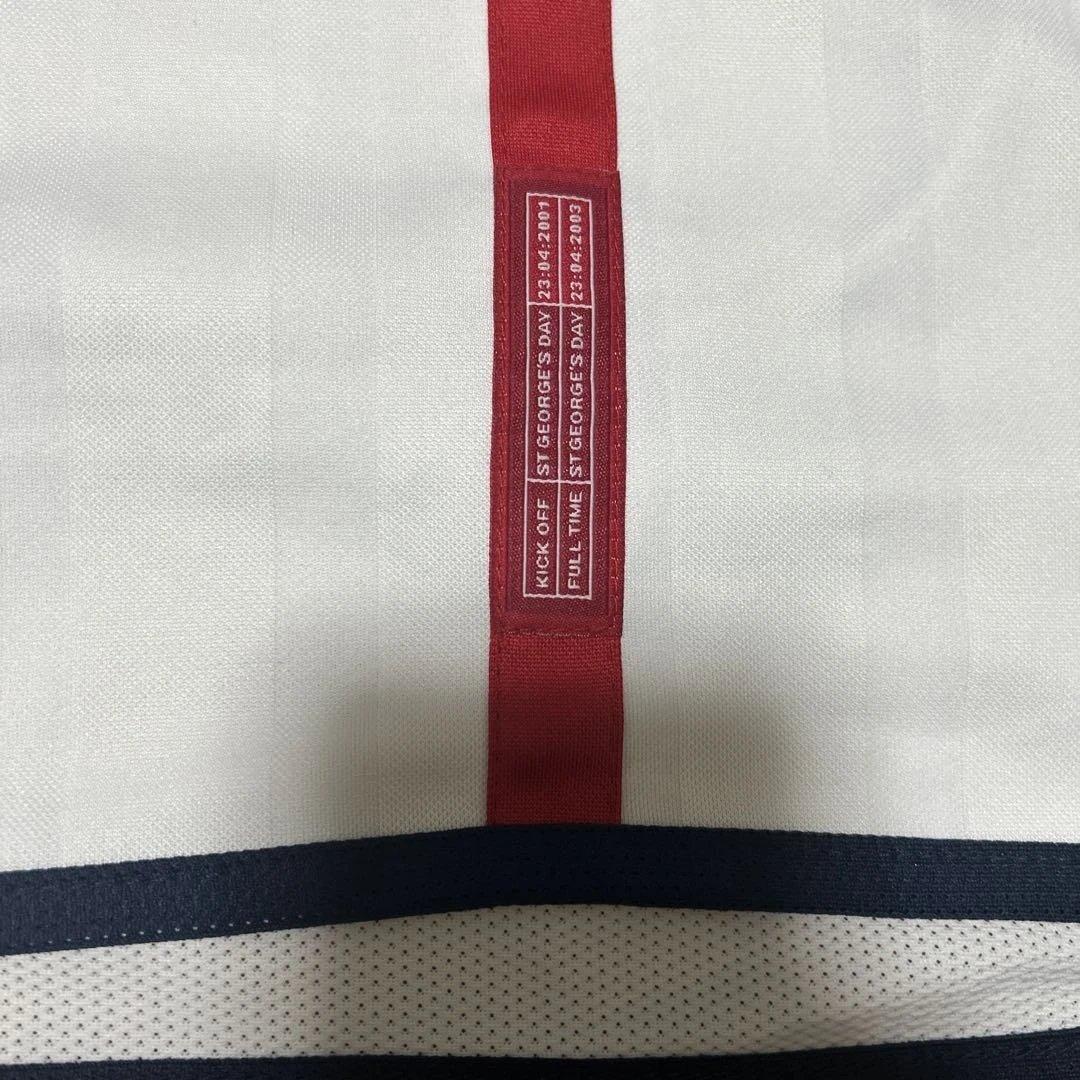 KICK OFF ST GEORGE'S DAY 23:04:2001
FULL TIME ST GEORGE'S DAY 23:04:2003